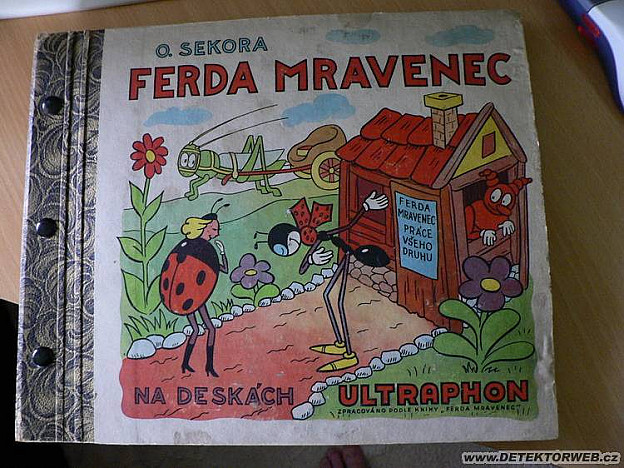 O. SEKORA
FERDA MRAVENEC
FERDA
MRAVENEC
PRÁCE
VŠEHO
DRUHU
NA DESKÁCH ULTRAPHON
ZPRACOVÁNO PODLE KNIHY „FERDA MRAVENEC"
www.DETEKTORWEB.cz